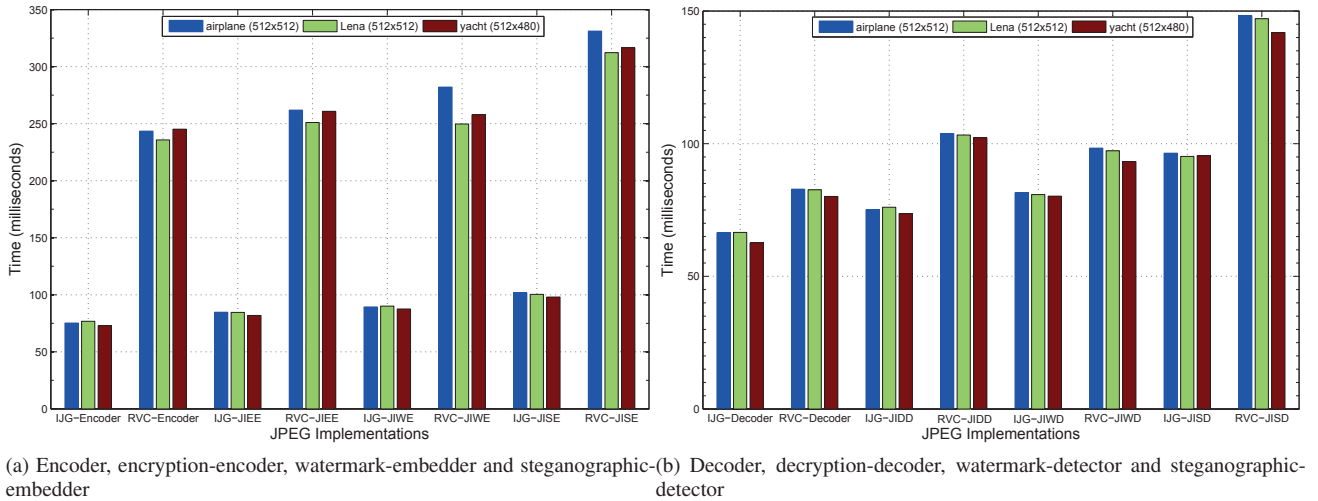 350
300
250
200
150
100
50
0
Time (milliseconds)
airplane (512x512) Lena (512x512) yacht (512x480)
IJG−Encoder RVC−Encoder IJG−JIEE RVC−JIEE IJG−JIWE RVC−JIWE IJG−JISE RVC−JISE
JPEG Implementations
(a) Encoder, encryption-encoder, watermark-embedder and steganographic-
embedder
150
100
50
0
Time (milliseconds)
airplane (512x512) Lena (512x512) yacht (512x480)
IJG−Decoder RVC−Decoder IJG−JIDD RVC−JIDD IJG−JIWD RVC−JIWD IJG−JISD RVC−JISD
JPEG Implementations
(b) Decoder, decryption-decoder, watermark-detector and steganographic-
detector